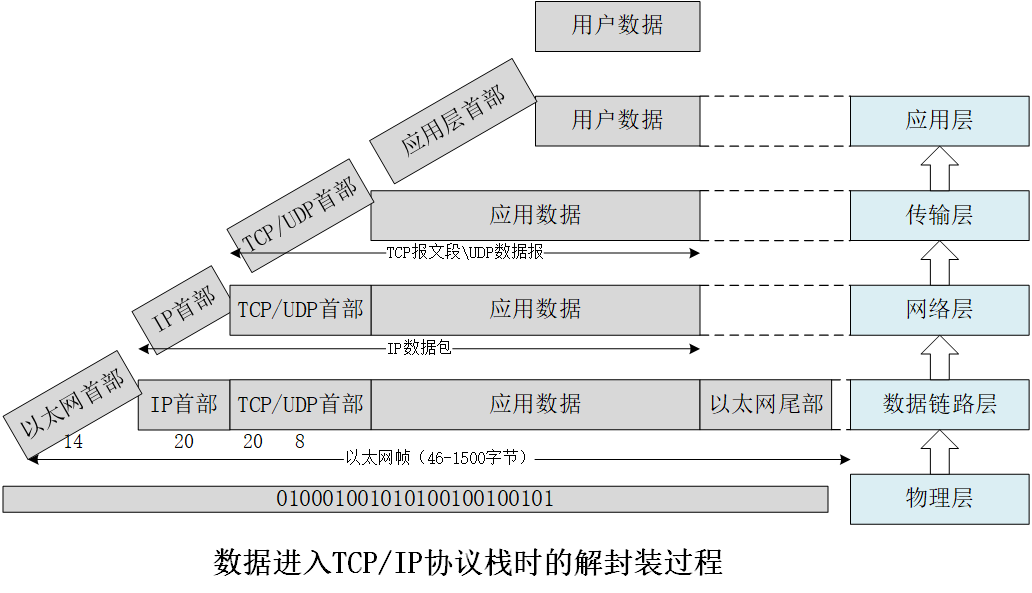 用户数据
应用层首部 用户数据 应用层
TCP/UDP首部 应用数据 传输层
TCP报文段\UDP数据报
IP首部 TCP/UDP首部 应用数据 网络层
IP数据包
以太网首部 IP首部 TCP/UDP首部 应用数据 以太网尾部 数据链路层
14 20 20 8
以太网帧（46-1500字节）
010001001010100100100101 物理层
数据进入TCP/IP协议栈时的解封装过程